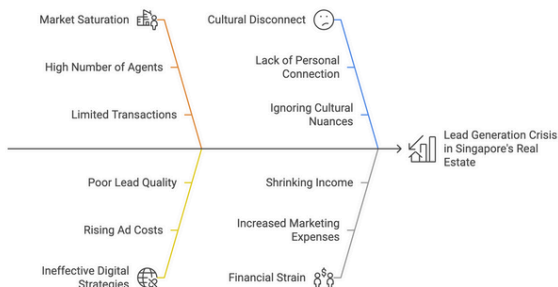 Market Saturation
Cultural Disconnect
High Number of Agents
Lack of Personal
Connection
Limited Transactions
Ignoring Cultural
Nuances
Lead Generation Crisis
in Singapore's Real
Estate
Poor Lead Quality
Shrinking Income
Rising Ad Costs
Increased Marketing
Expenses
Ineffective Digital
Strategies
Financial Strain